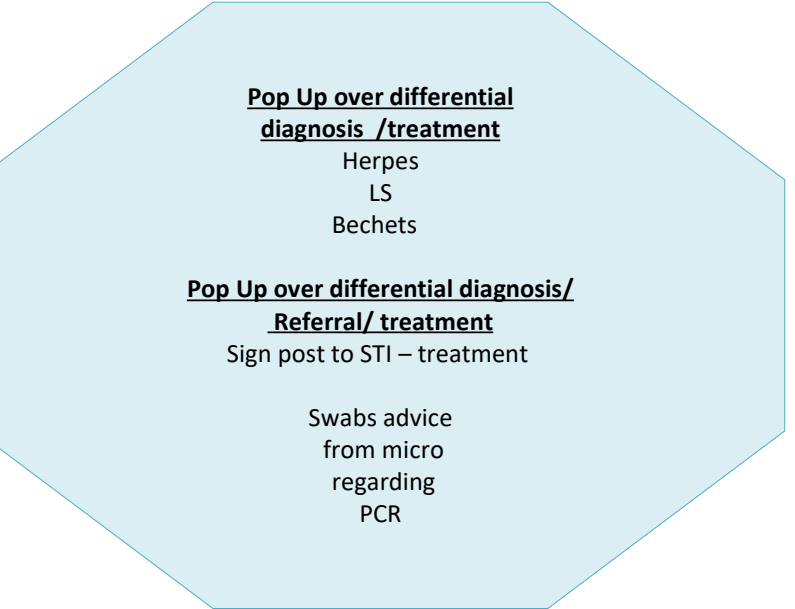 Pop Up over differential
diagnosis  /treatment
Herpes
LS
Bechets
Pop Up over differential diagnosis/
Referral/ treatment
Sign post to STI – treatment
Swabs advice
from micro
regarding
PCR